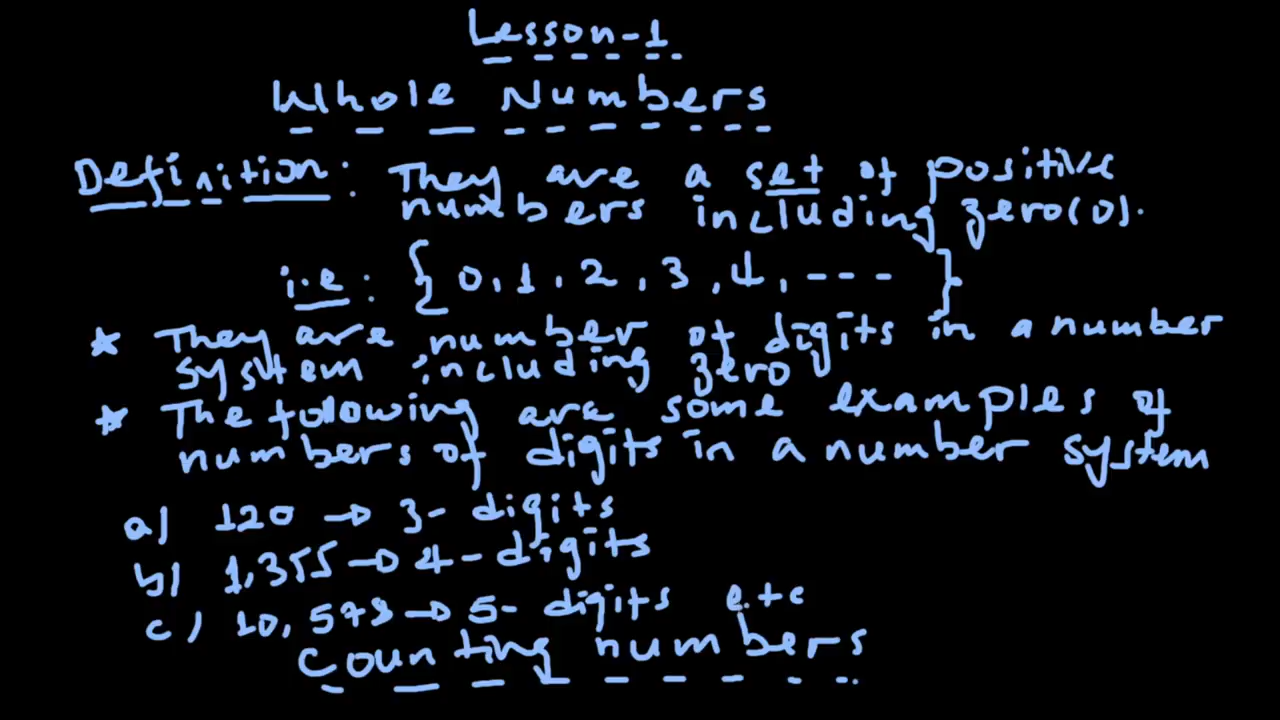 Lesson-1
Whole Numbers
Definition: They are a set of positive
numbers including zero(0).
i.e: { 0, 1, 2, 3, 4, --- }
* They are number of digits in a number
system including zero
* The following are some examples of
numbers of digits in a number system
a) 120 → 3- digits
b) 1,355 → 4- digits
c) 10, 578 → 5- digits e.t.c
Counting numbers